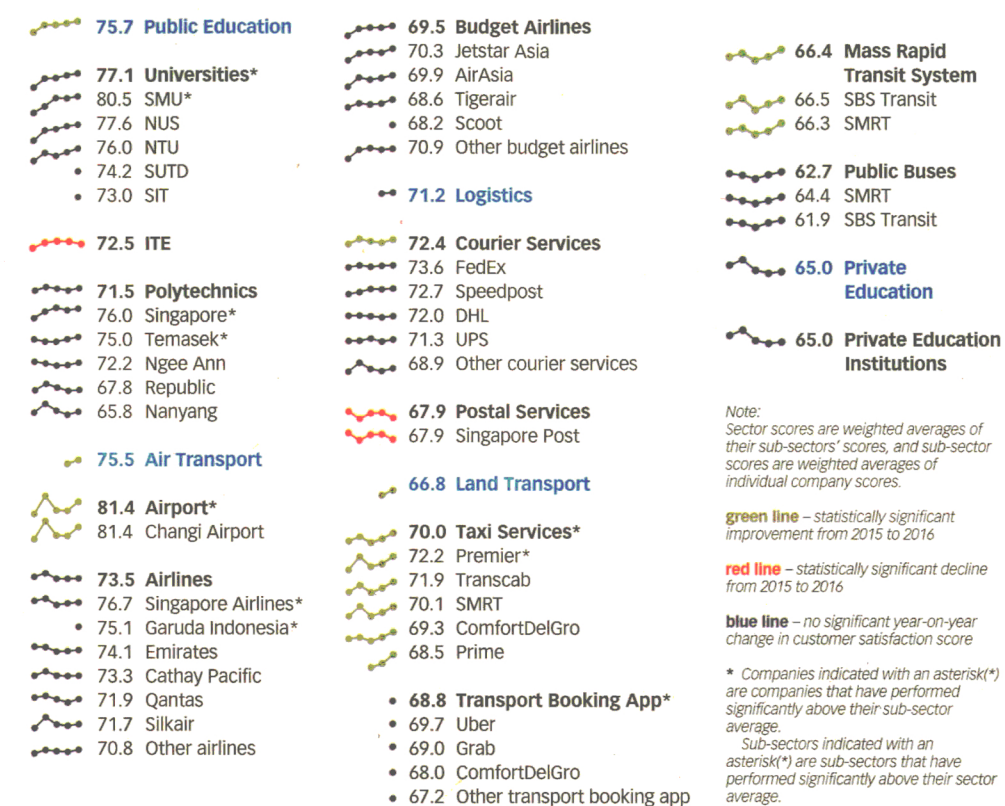 75.7 Public Education
77.1 Universities*
80.5 SMU*
77.6 NUS
76.0 NTU
74.2 SUTD
73.0 SIT
72.5 ITE
71.5 Polytechnics
76.0 Singapore*
75.0 Temasek*
72.2 Ngee Ann
67.8 Republic
65.8 Nanyang
75.5 Air Transport
81.4 Airport*
81.4 Changi Airport
73.5 Airlines
76.7 Singapore Airlines*
75.1 Garuda Indonesia*
74.1 Emirates
73.3 Cathay Pacific
71.9 Qantas
71.7 Silkair
70.8 Other airlines
69.5 Budget Airlines
70.3 Jetstar Asia
69.9 AirAsia
68.6 Tigerair
68.2 Scoot
70.9 Other budget airlines
71.2 Logistics
72.4 Courier Services
73.6 FedEx
72.7 Speedpost
72.0 DHL
71.3 UPS
68.9 Other courier services
67.9 Postal Services
67.9 Singapore Post
66.8 Land Transport
70.0 Taxi Services*
72.2 Premier*
71.9 Transcab
70.1 SMRT
69.3 ComfortDelGro
68.5 Prime
68.8 Transport Booking App*
69.7 Uber
69.0 Grab
68.0 ComfortDelGro
67.2 Other transport booking app
66.4 Mass Rapid
Transit System
66.5 SBS Transit
66.3 SMRT
62.7 Public Buses
64.4 SMRT
61.9 SBS Transit
65.0 Private
Education
65.0 Private Education
Institutions
Note:
Sector scores are weighted averages of
their sub-sectors' scores, and sub-sector
scores are weighted averages of
individual company scores.
green line – statistically significant
improvement from 2015 to 2016
red line – statistically significant decline
from 2015 to 2016
blue line – no significant year-on-year
change in customer satisfaction score
* Companies indicated with an asterisk(*)
are companies that have performed
significantly above their sub-sector
average.
Sub-sectors indicated with an
asterisk(*) are sub-sectors that have
performed significantly above their sector
average.